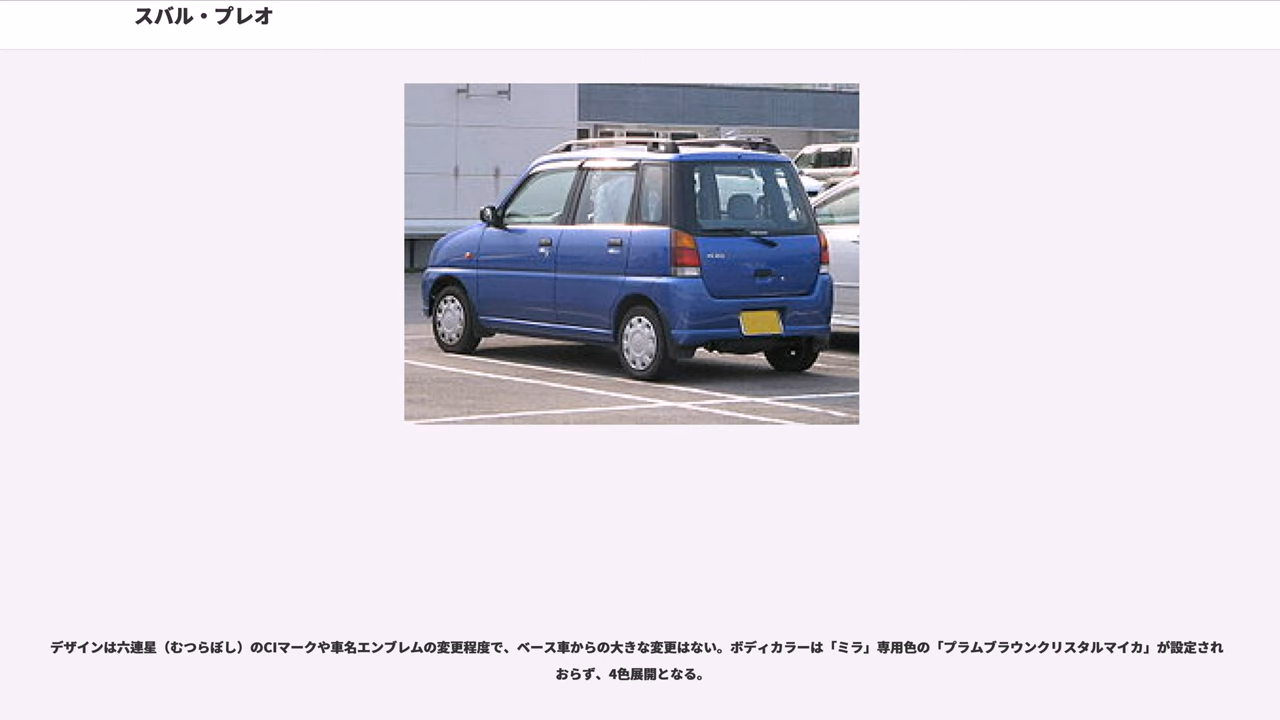 スバル・プレオ
デザインは六連星（むつらぼし）のCIマークや車名エンブレムの変更程度で、ベース車からの大きな変更はない。ボディカラーは「ミラ」専用色の「プラムブラウンクリスタルマイカ」が設定され
おらず、4色展開となる。